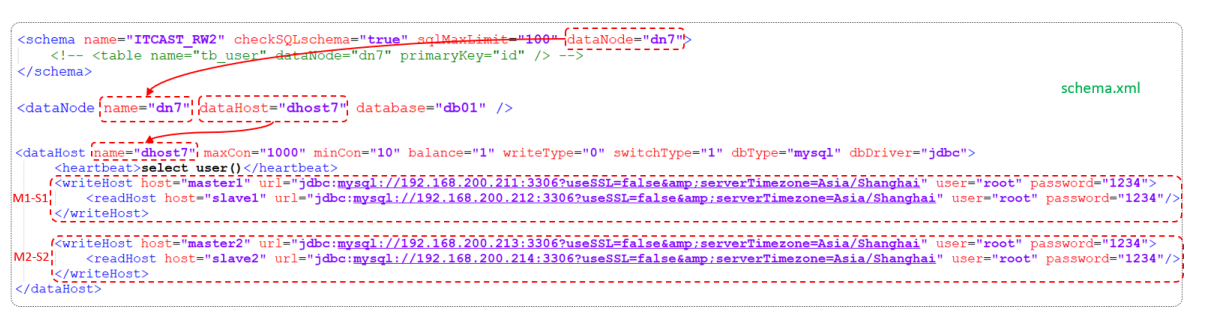 <schema name="ITCAST_RW2" checkSQLschema="true" sqlMaxLimit="100" dataNode="dn7">
<!-- <table name="tb_user" dataNode="dn7" primaryKey="id" /> -->
</schema>
schema.xml
<dataNode name="dn7" dataHost="dhost7" database="db01" />
<dataHost name="dhost7" maxCon="1000" minCon="10" balance="1" writeType="0" switchType="1" dbType="mysql" dbDriver="jdbc">
<heartbeat>select user()</heartbeat>
<writeHost host="master1" url="jdbc:mysql://192.168.200.211:3306?useSSL=false&amp;serverTimezone=Asia/Shanghai" user="root" password="1234">
M1-S1 <readHost host="slave1" url="jdbc:mysql://192.168.200.212:3306?useSSL=false&amp;serverTimezone=Asia/Shanghai" user="root" password="1234"/>
</writeHost>
<writeHost host="master2" url="jdbc:mysql://192.168.200.213:3306?useSSL=false&amp;serverTimezone=Asia/Shanghai" user="root" password="1234">
M2-S2 <readHost host="slave2" url="jdbc:mysql://192.168.200.214:3306?useSSL=false&amp;serverTimezone=Asia/Shanghai" user="root" password="1234"/>
</writeHost>
</dataHost>